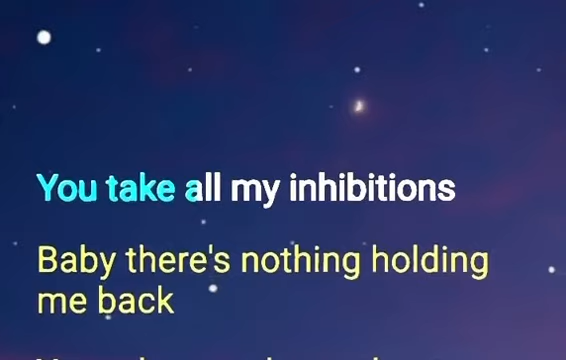 You take all my inhibitions
Baby there's nothing holding
me back